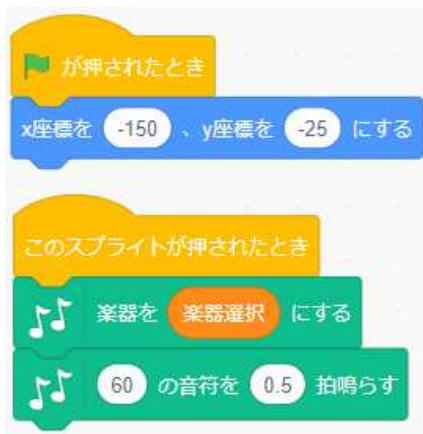 が押されたとき
x座標を -150 、y座標を -25 にする
このスプライトが押されたとき
楽器を 楽器選択 にする
60 の音符を 0.5 拍鳴らす